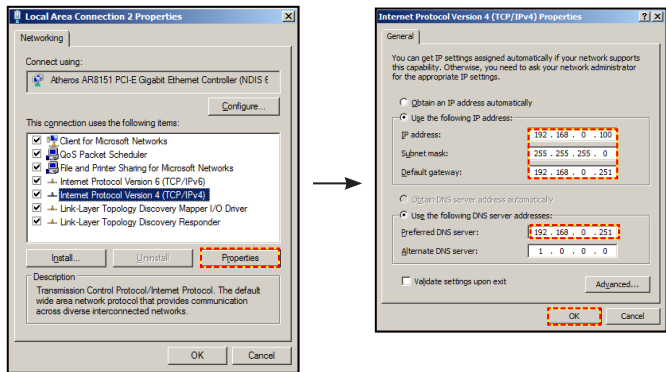 Local Area Connection 2 Properties
Networking
Connect using:
Atheros AR8151 PCI-E Gigabit Ethernet Controller (NDIS 6
Configure...
This connection uses the following items:
Client for Microsoft Networks
QoS Packet Scheduler
File and Printer Sharing for Microsoft Networks
Internet Protocol Version 6 (TCP/IPv6)
Internet Protocol Version 4 (TCP/IPv4)
Link-Layer Topology Discovery Mapper I/O Driver
Link-Layer Topology Discovery Responder
Install...
Uninstall
Properties
Description
Transmission Control Protocol/Internet Protocol. The default
wide area network protocol that provides communication
across diverse interconnected networks.
OK
Cancel
Internet Protocol Version 4 (TCP/IPv4) Properties
General
You can get IP settings assigned automatically if your network supports
this capability. Otherwise, you need to ask your network administrator
for the appropriate IP settings.
Obtain an IP address automatically
Use the following IP address:
IP address: 192 . 168 . 0 . 100
Subnet mask: 255 . 255 . 255 . 0
Default gateway: 192 . 168 . 0 . 251
Obtain DNS server address automatically
Use the following DNS server addresses:
Preferred DNS server: 192 . 168 . 0 . 251
Alternate DNS server: 1 . 0 . 0 . 0
Validate settings upon exit
Advanced...
OK
Cancel